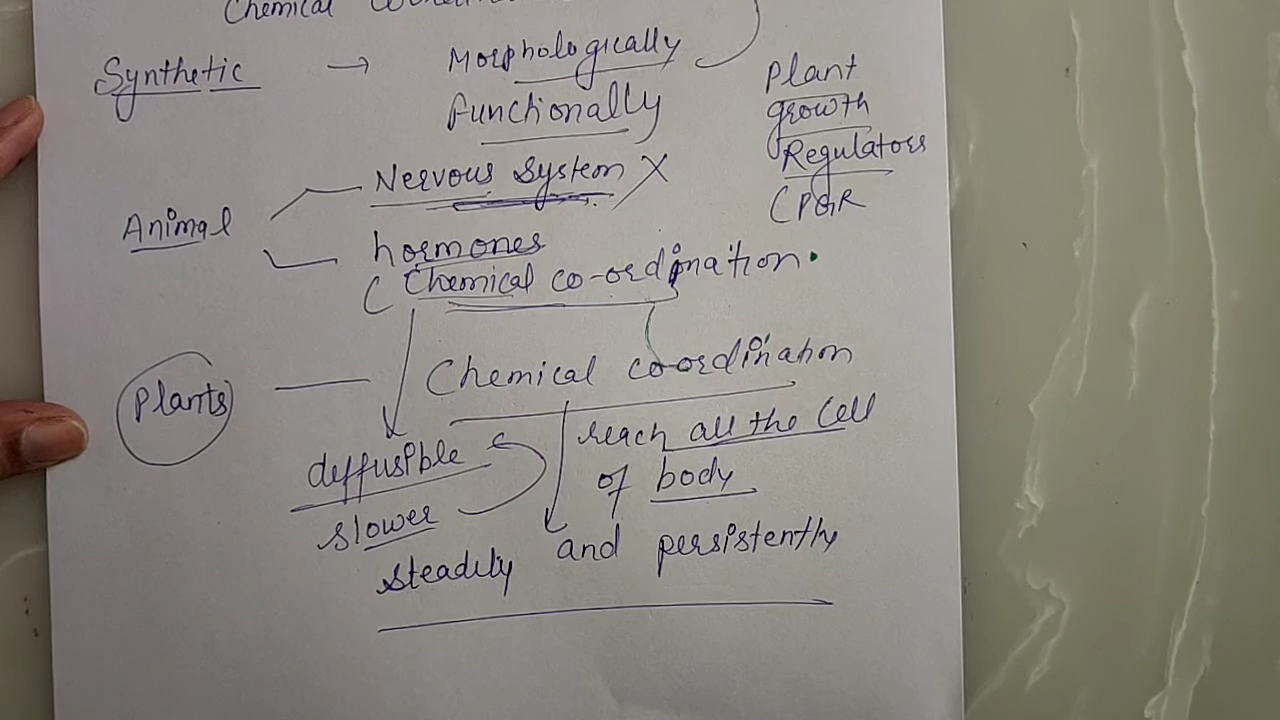 Chemical
Synthetic → Morphologically
functionally
Plant
growth
Regulators
(PGR
Animal
Nervous system X
hormones
(Chemical co-ordination.
Plants — Chemical coordination
diffusible
slower
reach all the cell
of body
steadily and persistently